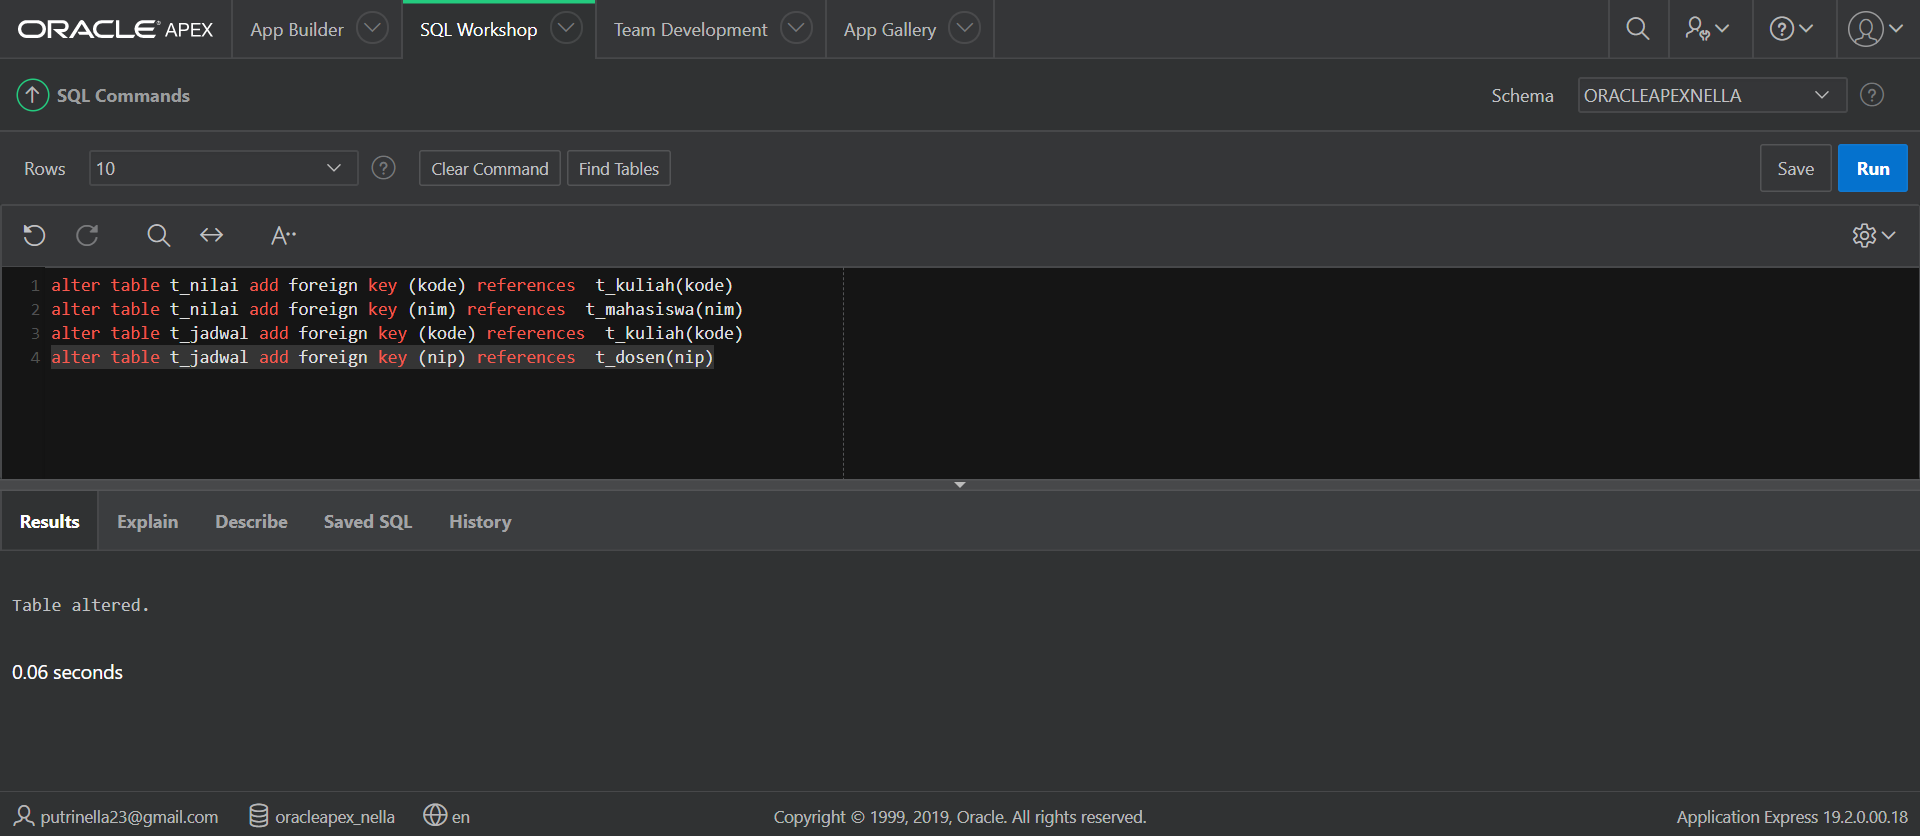 ORACLE APEX App Builder SQL Workshop Team Development App Gallery
SQL Commands Schema ORACLEAPEXNELLA ?
Rows 10 ? Clear Command Find Tables Save Run
A
1 alter table t_nilai add foreign key (kode) references  t_kuliah(kode)
2 alter table t_nilai add foreign key (nim) references  t_mahasiswa(nim)
3 alter table t_jadwal add foreign key (kode) references  t_kuliah(kode)
4 alter table t_jadwal add foreign key (nip) references  t_dosen(nip)
Results Explain Describe Saved SQL History
Table altered.
0.06 seconds
putrinella23@gmail.com oracleapex_nella en Copyright © 1999, 2019, Oracle. All rights reserved. Application Express 19.2.0.00.18